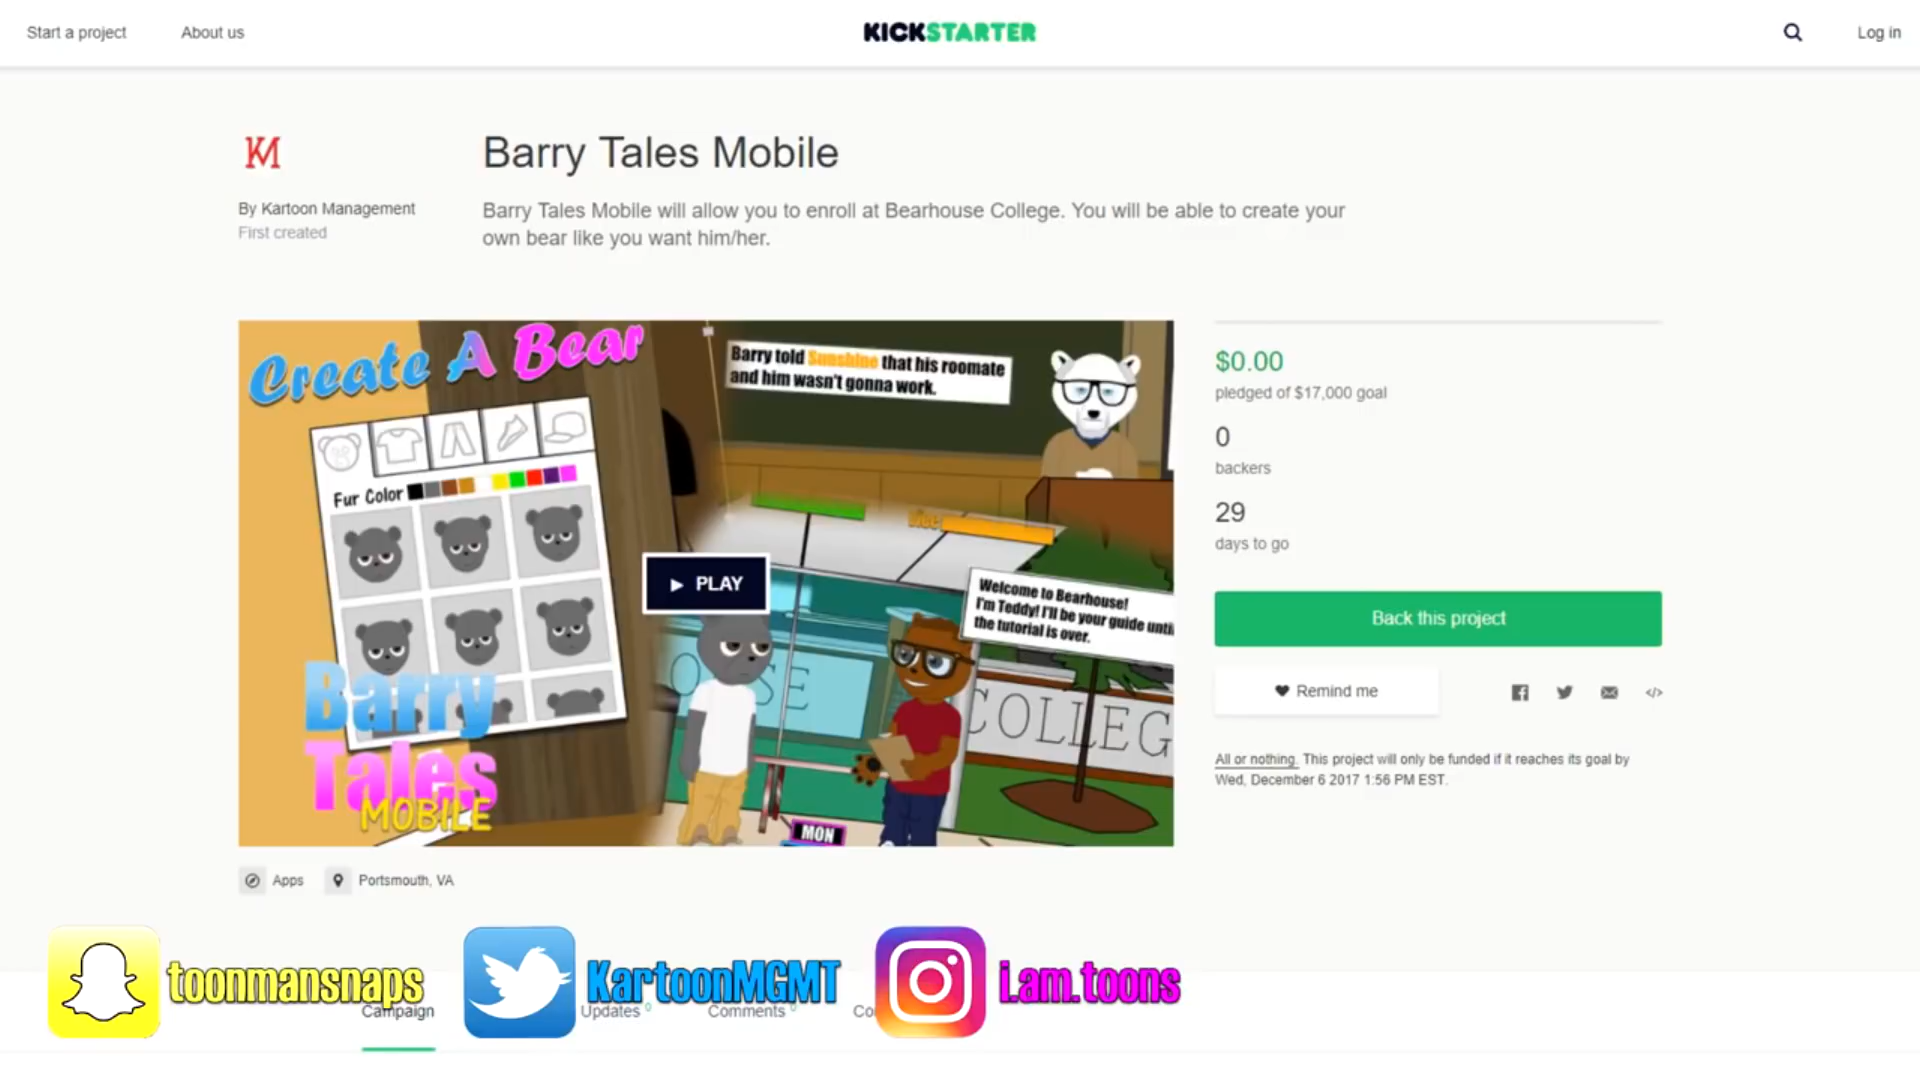 Start a project
About us
KICKSTARTER
Log in
KM
Barry Tales Mobile
By Kartoon Management
First created
Barry Tales Mobile will allow you to enroll at Bearhouse College. You will be able to create your
own bear like you want him/her.
Create A Bear
Fur Color
Barry
Tales
MOBILE
Barry told Sunshine that his roomate
and him wasn't gonna work.
PLAY
Welcome to Bearhouse!
I'm Teddy! I'll be your guide until
the tutorial is over.
OUSE
COLLEG
MON
$0.00
pledged of $17,000 goal
0
backers
29
days to go
Back this project
Remind me
All or nothing. This project will only be funded if it reaches its goal by
Wed, December 6 2017 1:56 PM EST.
Apps
Portsmouth, VA
toonmansnaps
KartoonMGMT
i.am.toons
Campaign
Updates 0
Comments 0
Co